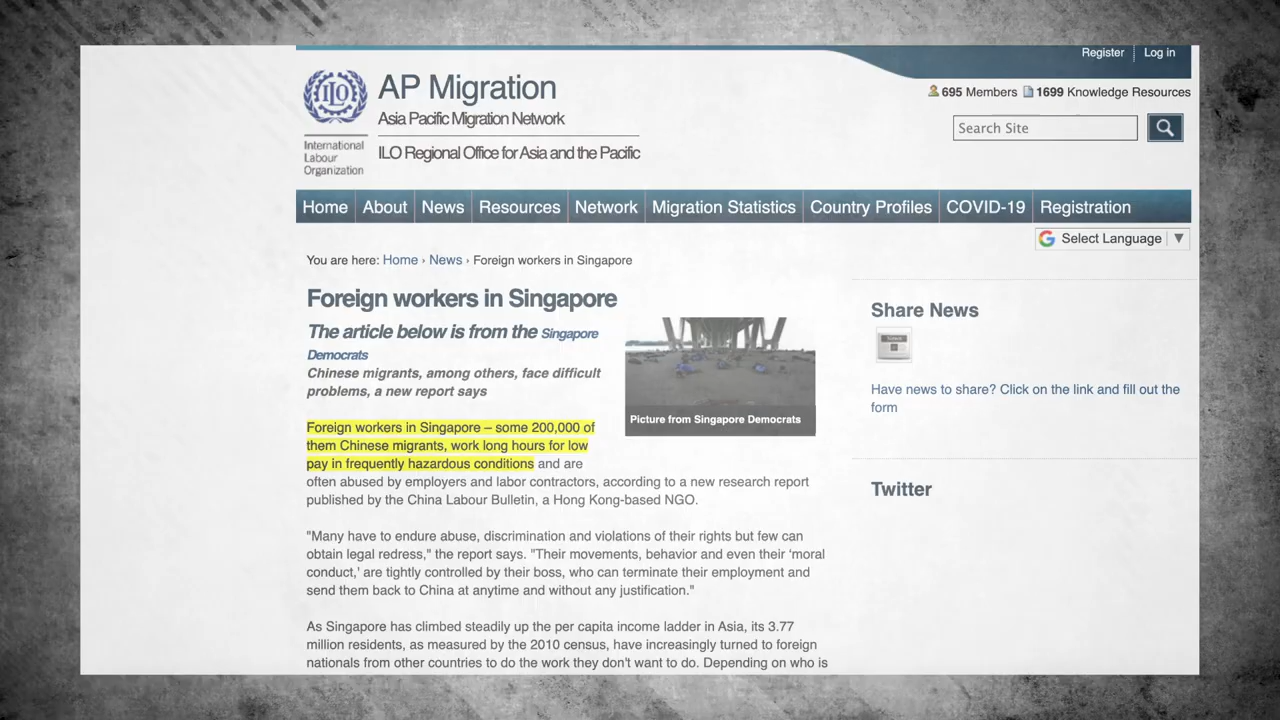 Register
Log in
ILO
International
Labour
Organization
AP Migration
Asia Pacific Migration Network
ILO Regional Office for Asia and the Pacific
695 Members
1699 Knowledge Resources
Search Site
Home
About
News
Resources
Network
Migration Statistics
Country Profiles
COVID-19
Registration
Select Language ▼
You are here: Home › News › Foreign workers in Singapore
Foreign workers in Singapore
The article below is from the Singapore
Democrats
Chinese migrants, among others, face difficult
problems, a new report says
Picture from Singapore Democrats
Foreign workers in Singapore – some 200,000 of
them Chinese migrants, work long hours for low
pay in frequently hazardous conditions and are
often abused by employers and labor contractors, according to a new research report
published by the China Labour Bulletin, a Hong Kong-based NGO.
"Many have to endure abuse, discrimination and violations of their rights but few can
obtain legal redress," the report says. "Their movements, behavior and even their ‘moral
conduct,' are tightly controlled by their boss, who can terminate their employment and
send them back to China at anytime and without any justification."
As Singapore has climbed steadily up the per capita income ladder in Asia, its 3.77
million residents, as measured by the 2010 census, have increasingly turned to foreign
nationals from other countries to do the work they don't want to do. Depending on who is
Share News
Have news to share? Click on the link and fill out the
form
Twitter